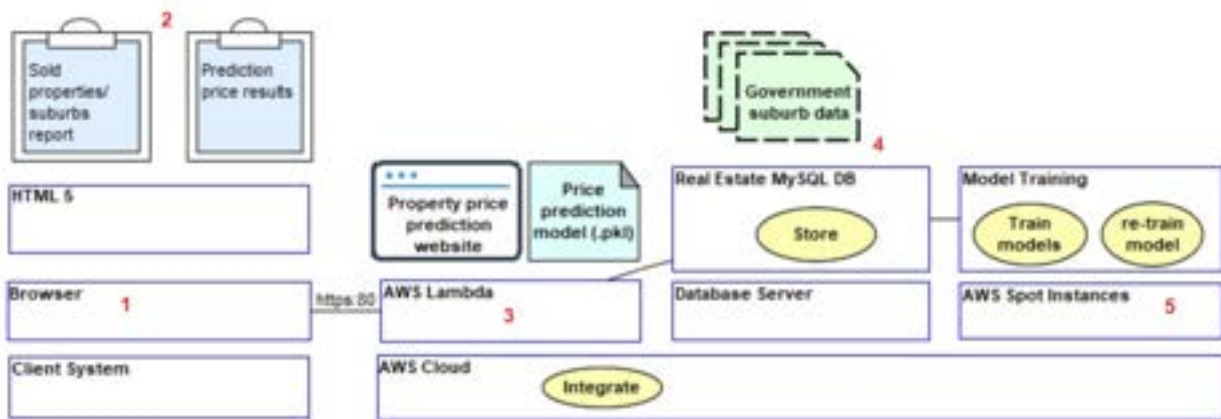 2
Sold
properties/
suburbs
report
Prediction
price results
Government
suburb data
4
HTML 5
Property price
prediction
website
Price
prediction
model (.pkl)
Real Estate MySQL DB
Store
Model Training
Train
models
re-train
model
Browser
1
https:80
AWS Lambda
3
Database Server
AWS Spot Instances
5
Client System
AWS Cloud
Integrate